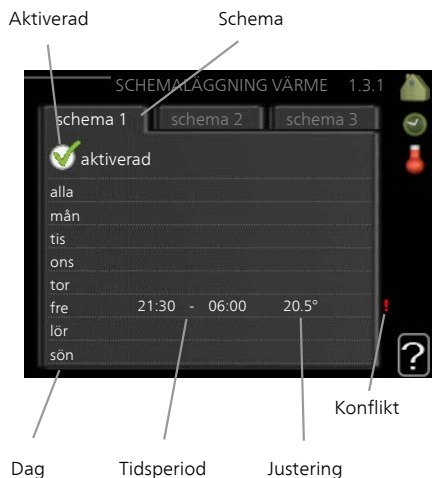 Aktiverad Schema
SCHEMALÄGGNING VÄRME 1.3.1
schema 1 schema 2 schema 3
aktiverad
alla
mån
tis
ons
tor
fre 21:30 - 06:00 20.5°
lör
sön
?
Konflikt
Dag Tidsperiod Justering